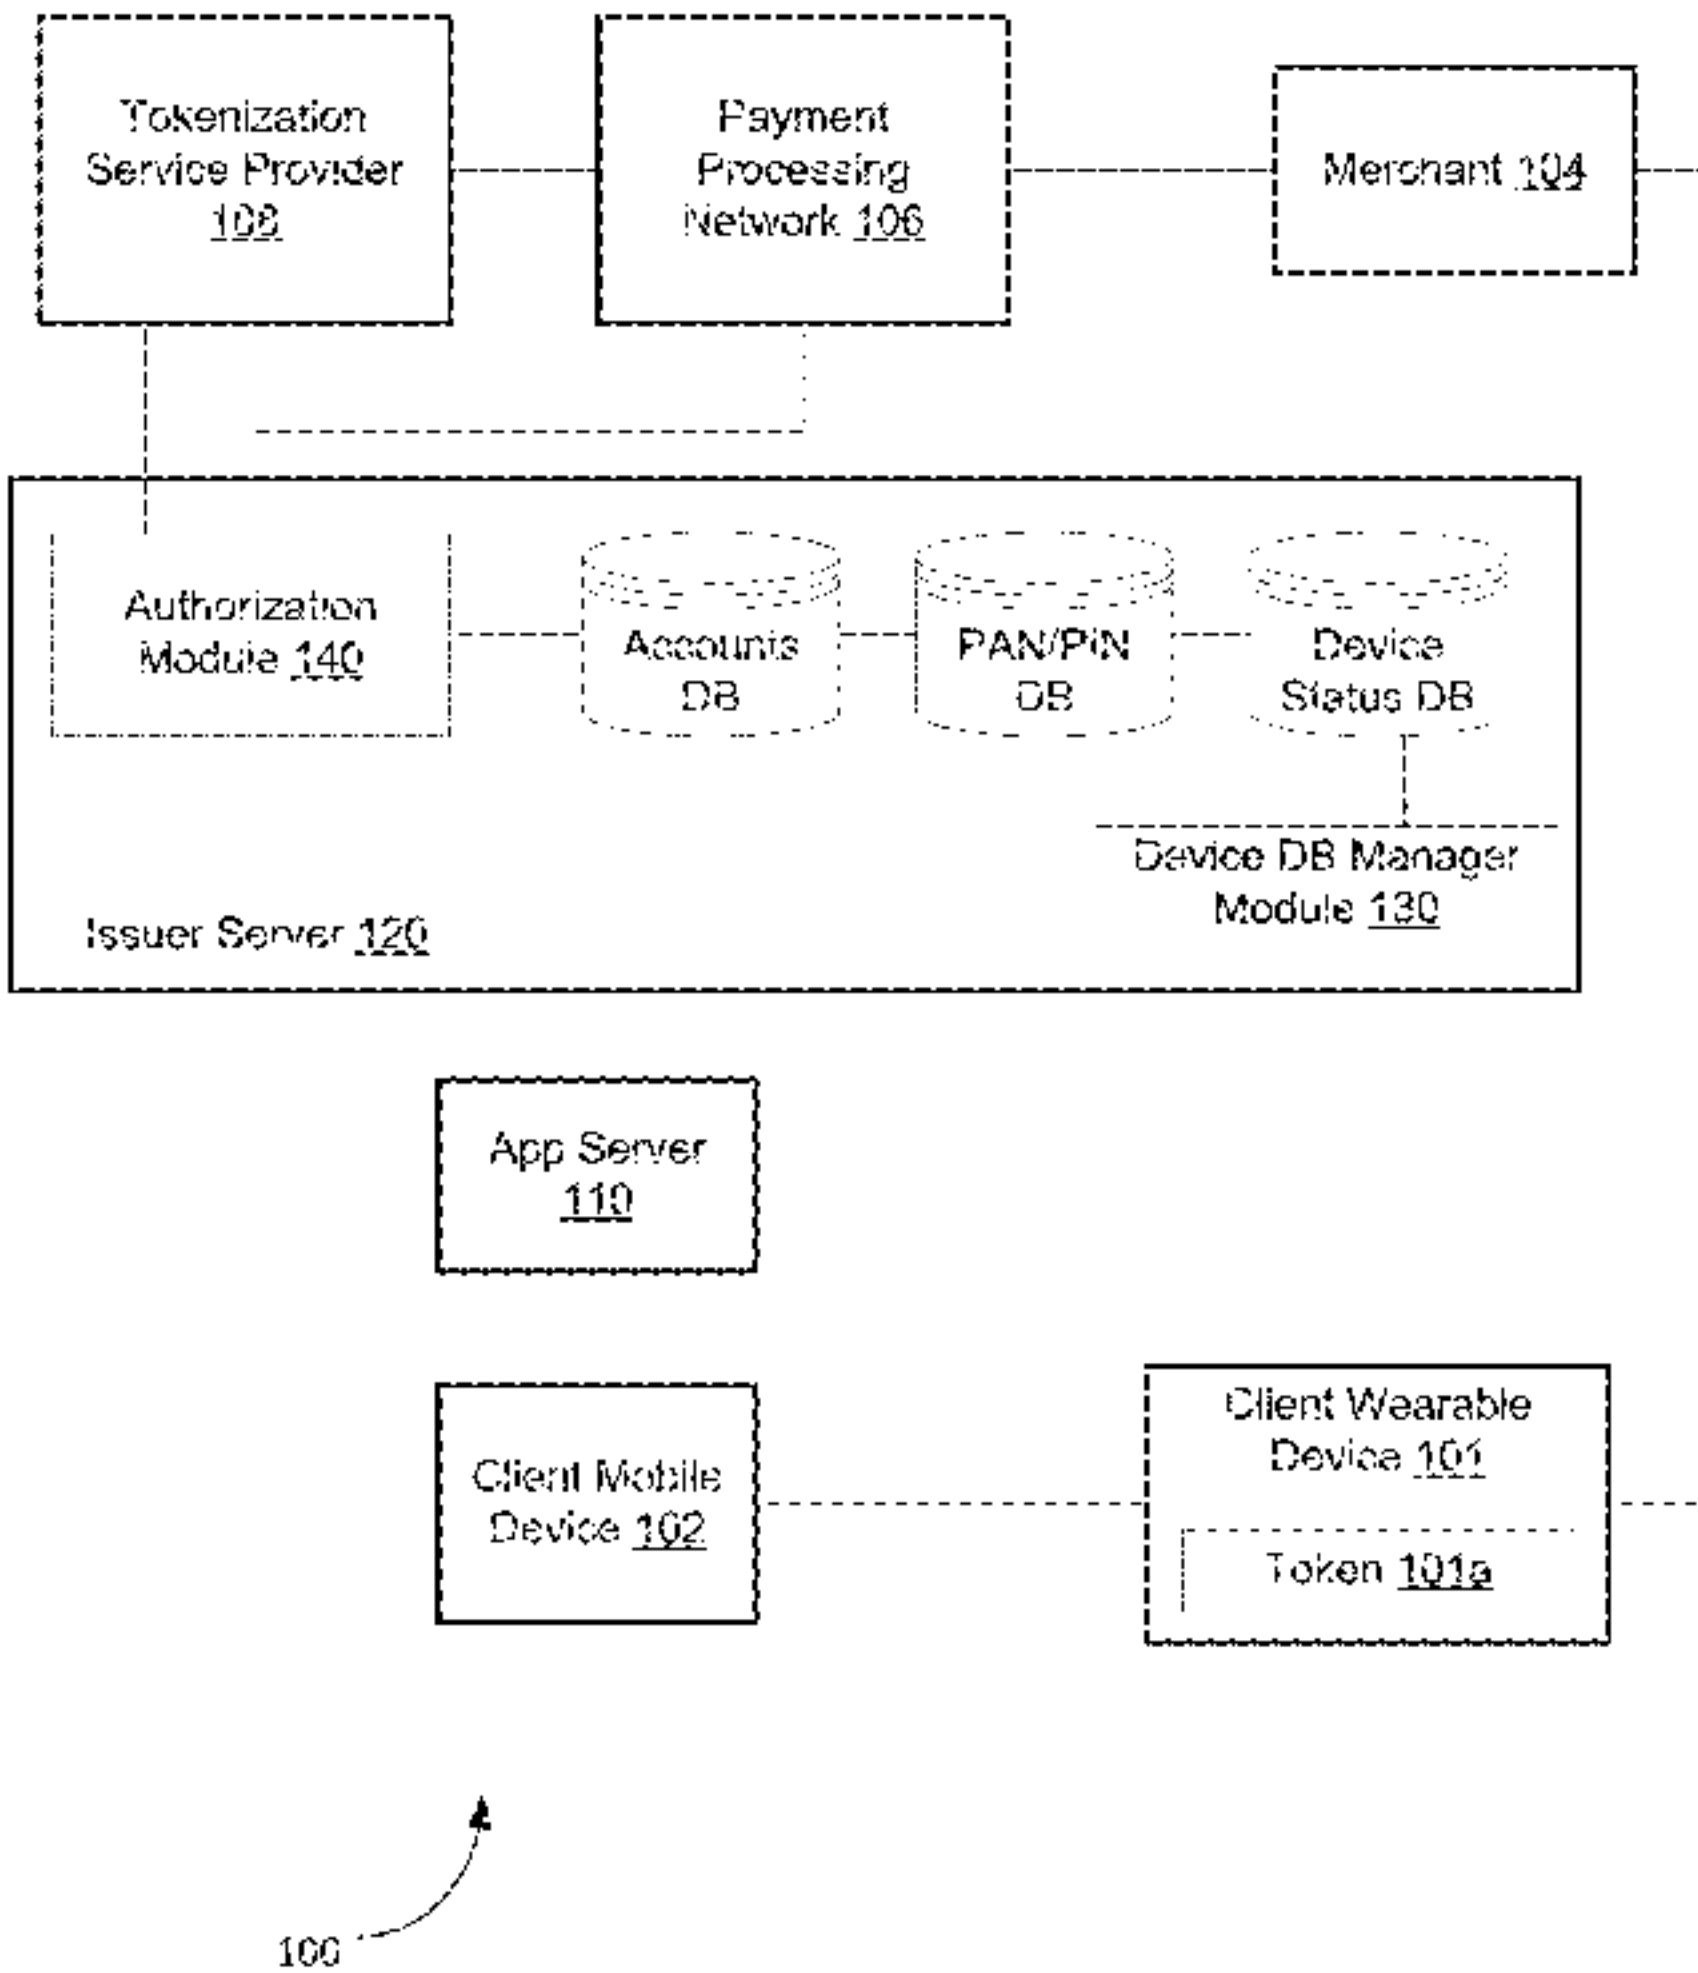 Tokenization
Service Provider
108
Payment
Processing
Network 106
Merchant 104
Authorization
Module 140
Accounts
DB
PAN/PIN
DB
Device
Status DB
Device DB Manager
Module 130
Issuer Server 120
App Server
110
Client Mobile
Device 102
Client Wearable
Device 101
Token 101a
100